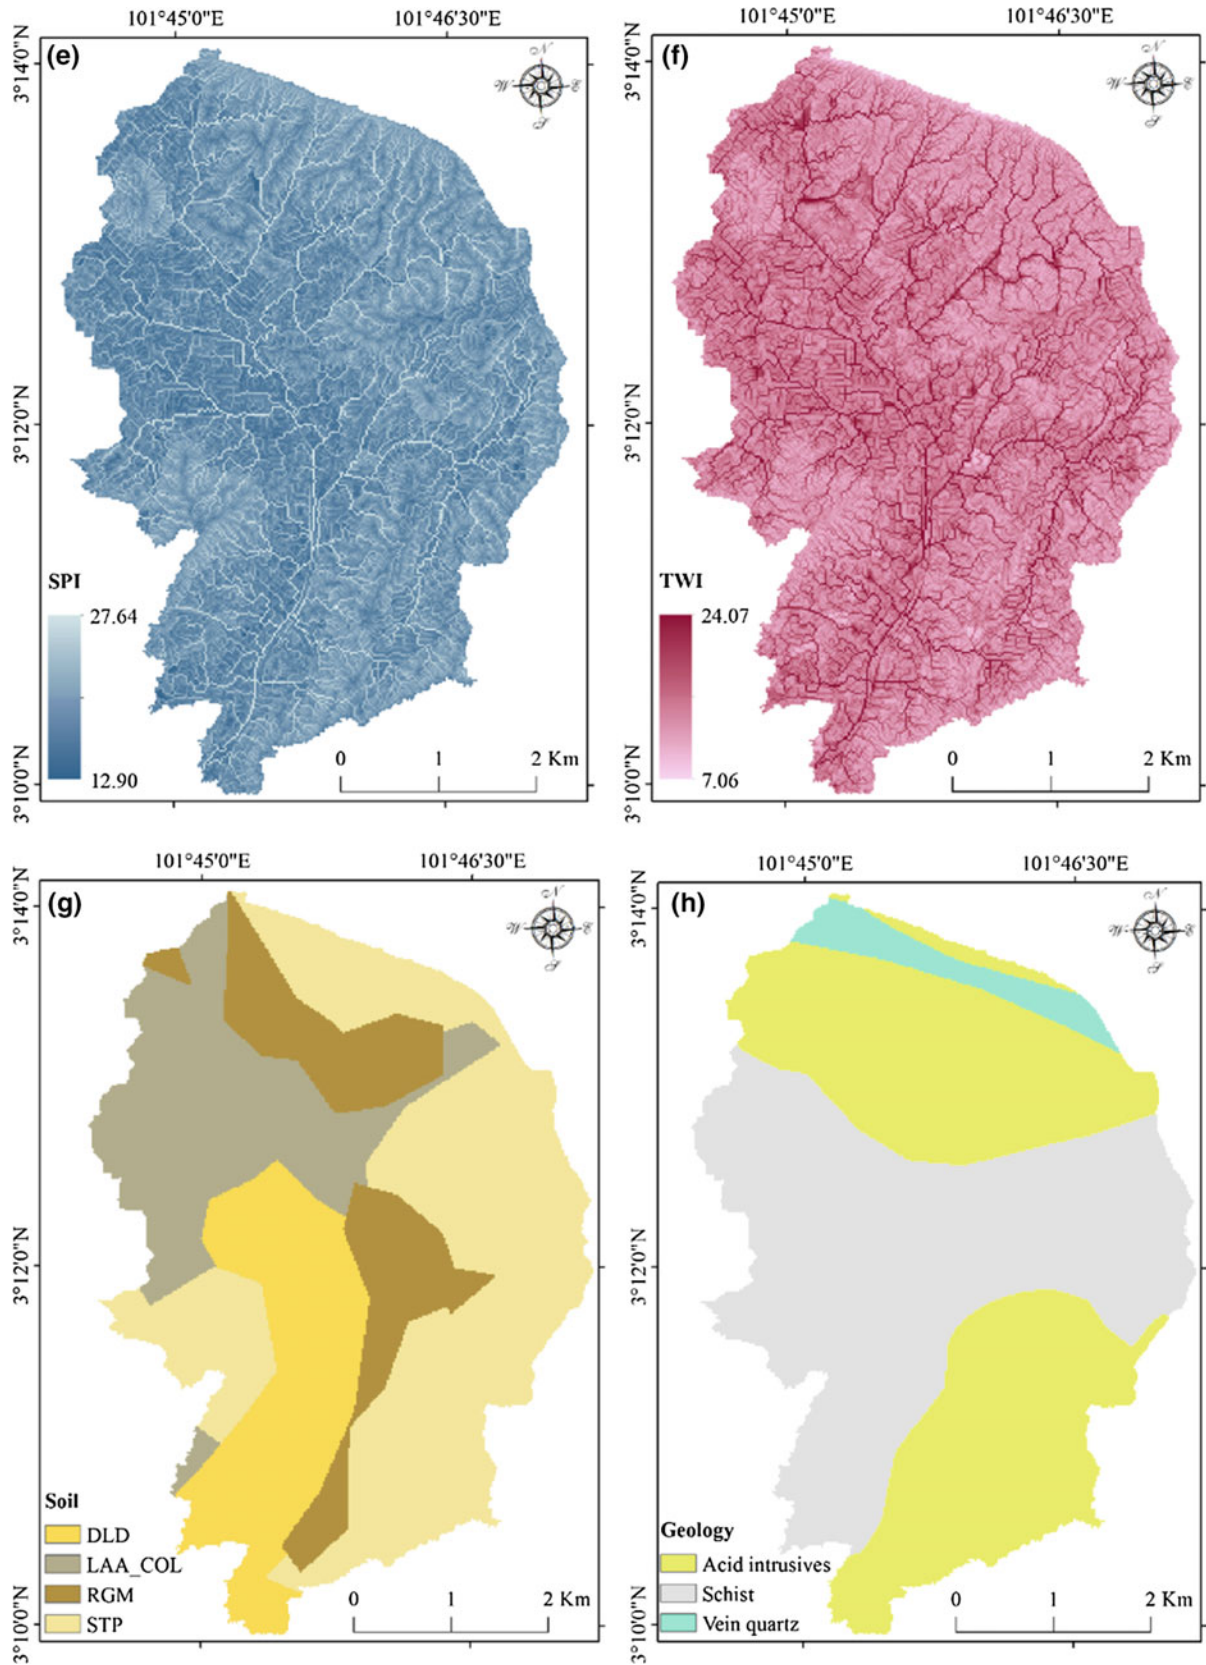 101°45'0"E 101°46'30"E
(e)
N
W E
S
3°14'0"N
3°12'0"N
3°10'0"N
SPI
27.64
12.90
0 1 2 Km
101°45'0"E 101°46'30"E
(f)
N
W E
S
3°14'0"N
3°12'0"N
3°10'0"N
TWI
24.07
7.06
0 1 2 Km
101°45'0"E 101°46'30"E
(g)
N
W E
S
3°14'0"N
3°12'0"N
3°10'0"N
Soil
DLD
LAA_COL
RGM
STP
0 1 2 Km
101°45'0"E 101°46'30"E
(h)
N
W E
S
3°14'0"N
3°12'0"N
3°10'0"N
Geology
Acid intrusives
Schist
Vein quartz
0 1 2 Km